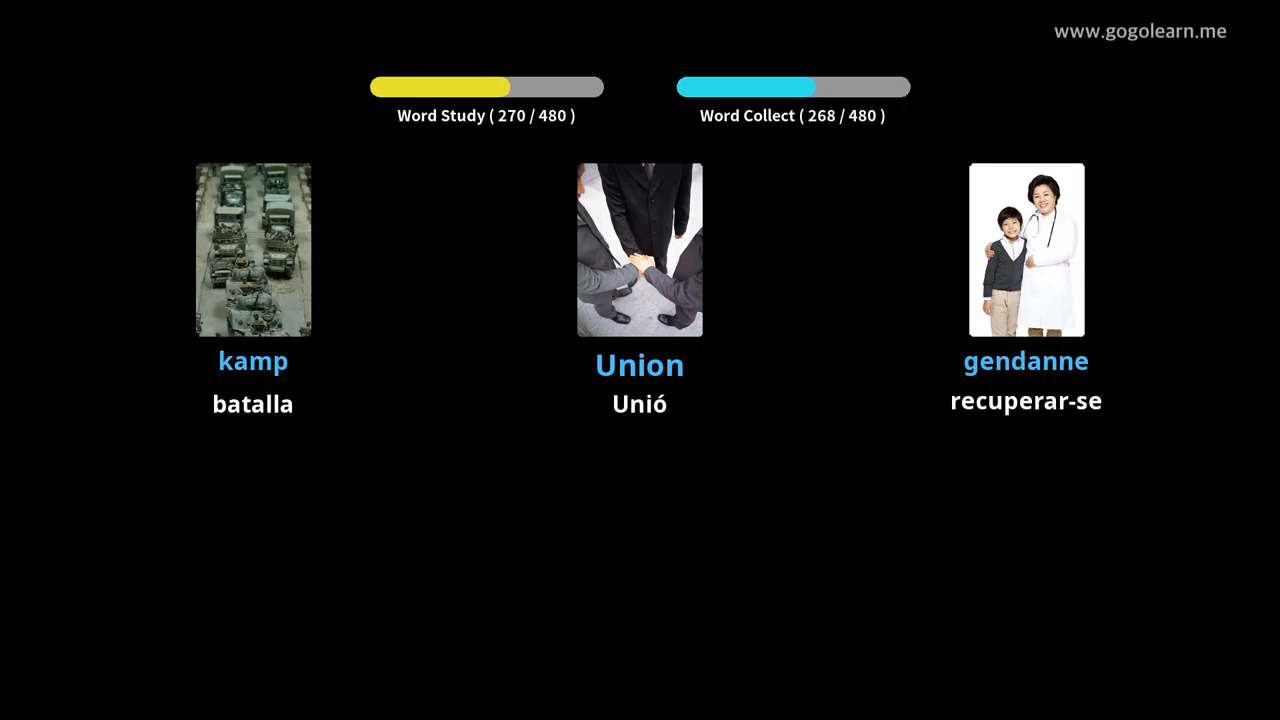 www.gogolearn.me
Word Study ( 270 / 480 )
Word Collect ( 268 / 480 )
kamp
batalla
Union
Unió
gendanne
recuperar-se